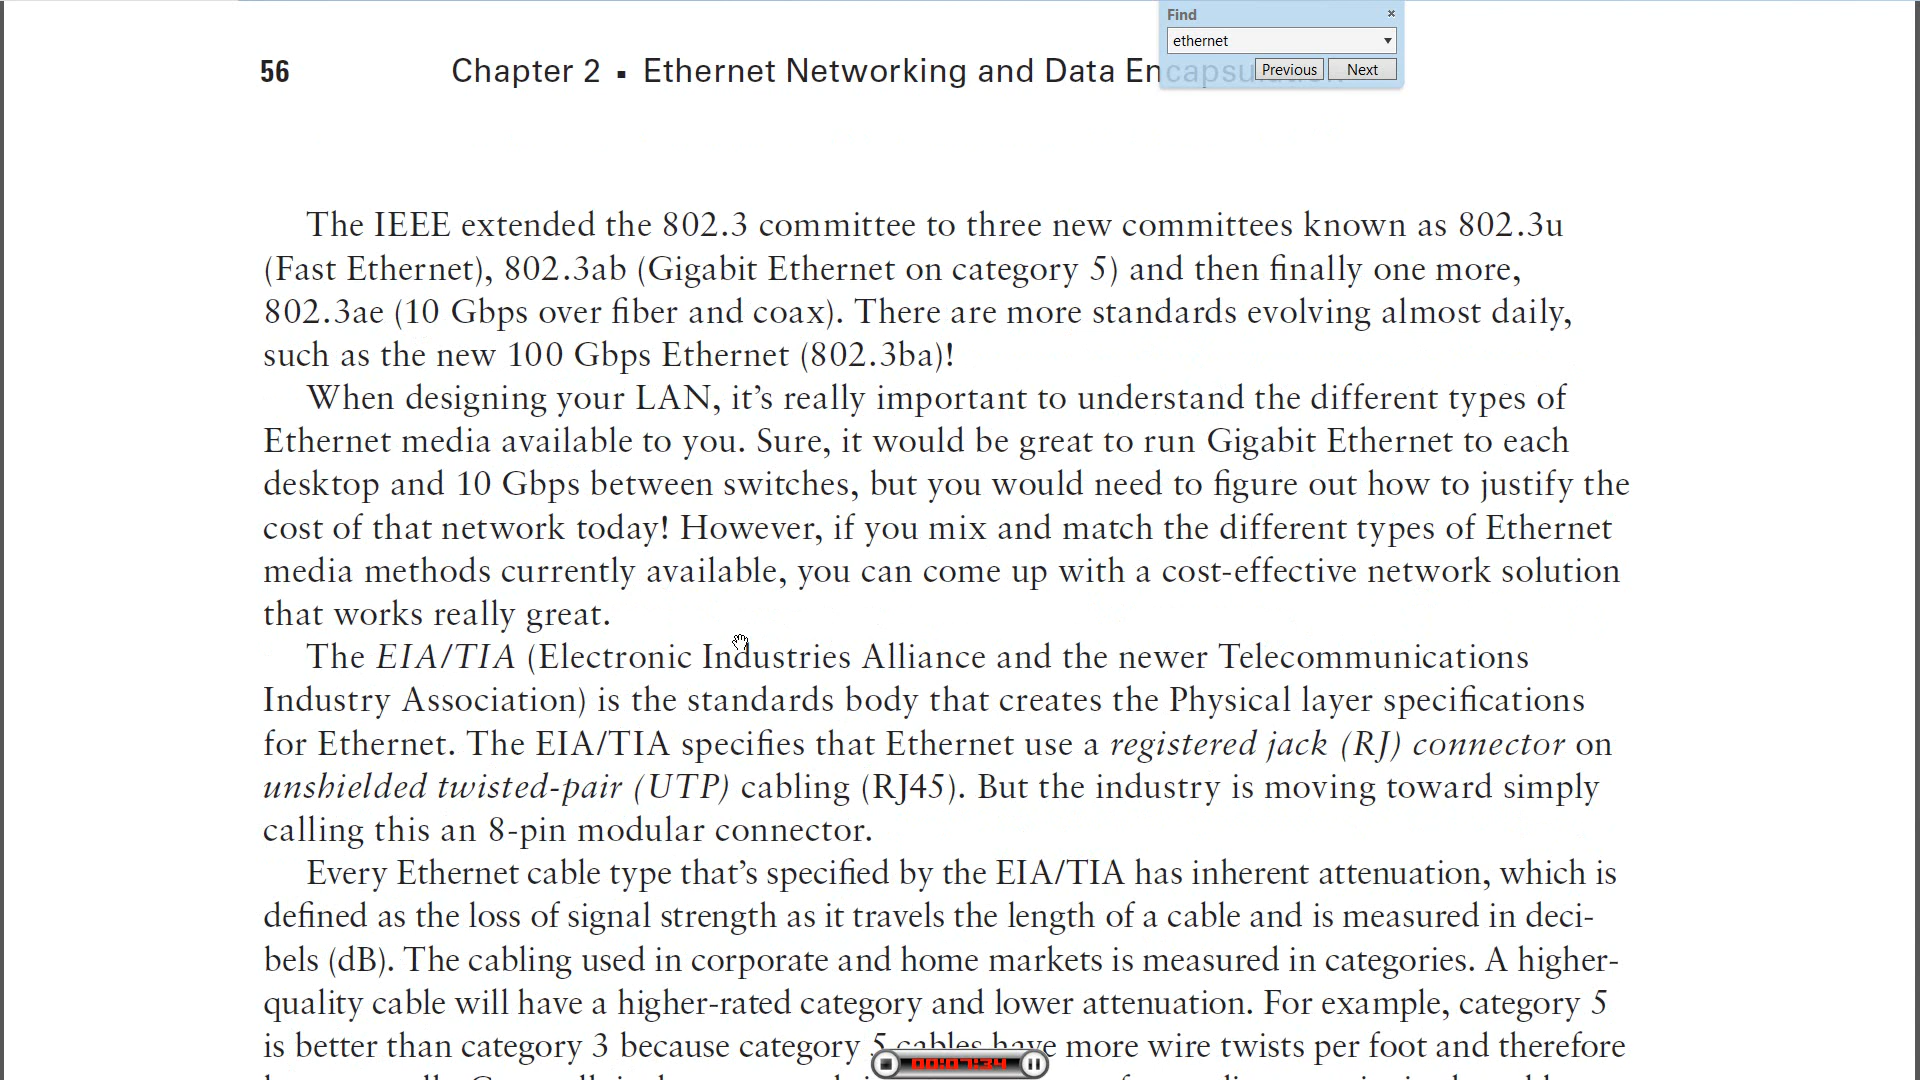 Find
×
ethernet
Previous Next
56 Chapter 2 ▪ Ethernet Networking and Data Encapsulation
The IEEE extended the 802.3 committee to three new committees known as 802.3u
(Fast Ethernet), 802.3ab (Gigabit Ethernet on category 5) and then finally one more,
802.3ae (10 Gbps over fiber and coax). There are more standards evolving almost daily,
such as the new 100 Gbps Ethernet (802.3ba)!
When designing your LAN, it’s really important to understand the different types of
Ethernet media available to you. Sure, it would be great to run Gigabit Ethernet to each
desktop and 10 Gbps between switches, but you would need to figure out how to justify the
cost of that network today! However, if you mix and match the different types of Ethernet
media methods currently available, you can come up with a cost-effective network solution
that works really great.
The EIA/TIA (Electronic Industries Alliance and the newer Telecommunications
Industry Association) is the standards body that creates the Physical layer specifications
for Ethernet. The EIA/TIA specifies that Ethernet use a registered jack (RJ) connector on
unshielded twisted-pair (UTP) cabling (RJ45). But the industry is moving toward simply
calling this an 8-pin modular connector.
Every Ethernet cable type that’s specified by the EIA/TIA has inherent attenuation, which is
defined as the loss of signal strength as it travels the length of a cable and is measured in deci-
bels (dB). The cabling used in corporate and home markets is measured in categories. A higher-
quality cable will have a higher-rated category and lower attenuation. For example, category 5
is better than category 3 because category 5 cables have more wire twists per foot and therefore
00:07:34